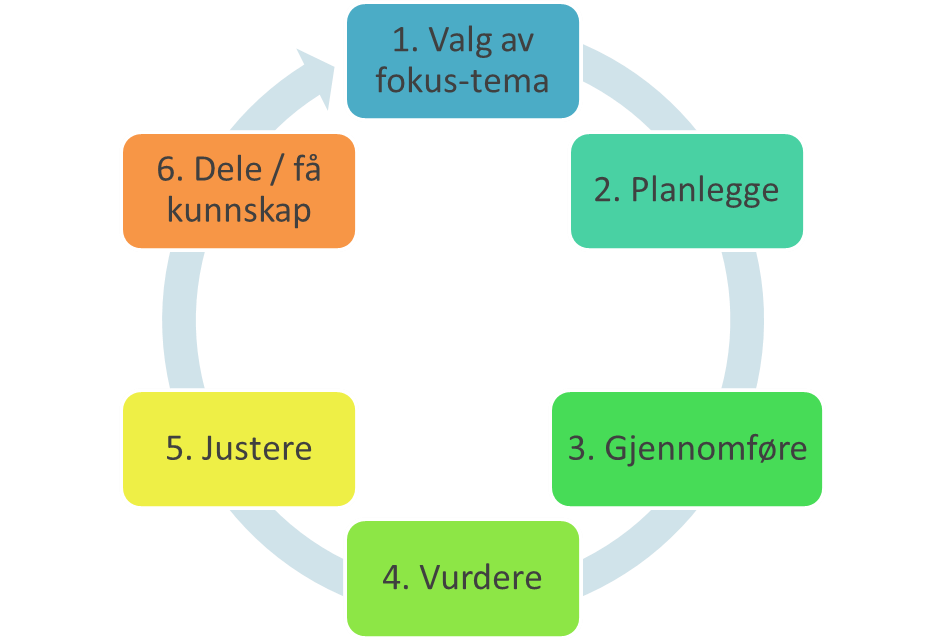 1. Valg av
fokus-tema
2. Planlegge
3. Gjennomføre
4. Vurdere
5. Justere
6. Dele / få
kunnskap